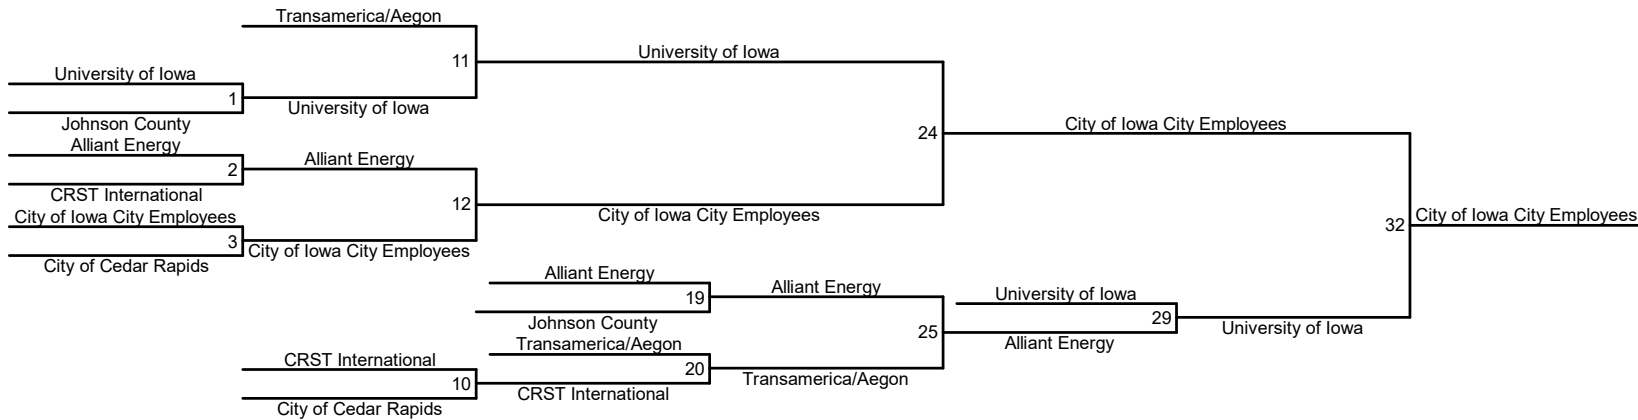 Transamerica/Aegon
11
University of Iowa
University of Iowa
1
University of Iowa
Johnson County
Alliant Energy
2
Alliant Energy
CRST International
12
City of Iowa City Employees
City of Iowa City Employees
3
City of Iowa City Employees
City of Cedar Rapids
24
City of Iowa City Employees
Alliant Energy
19
Alliant Energy
Johnson County
Transamerica/Aegon
20
Transamerica/Aegon
CRST International
CRST International
10
City of Cedar Rapids
25
University of Iowa
29
University of Iowa
Alliant Energy
32
City of Iowa City Employees